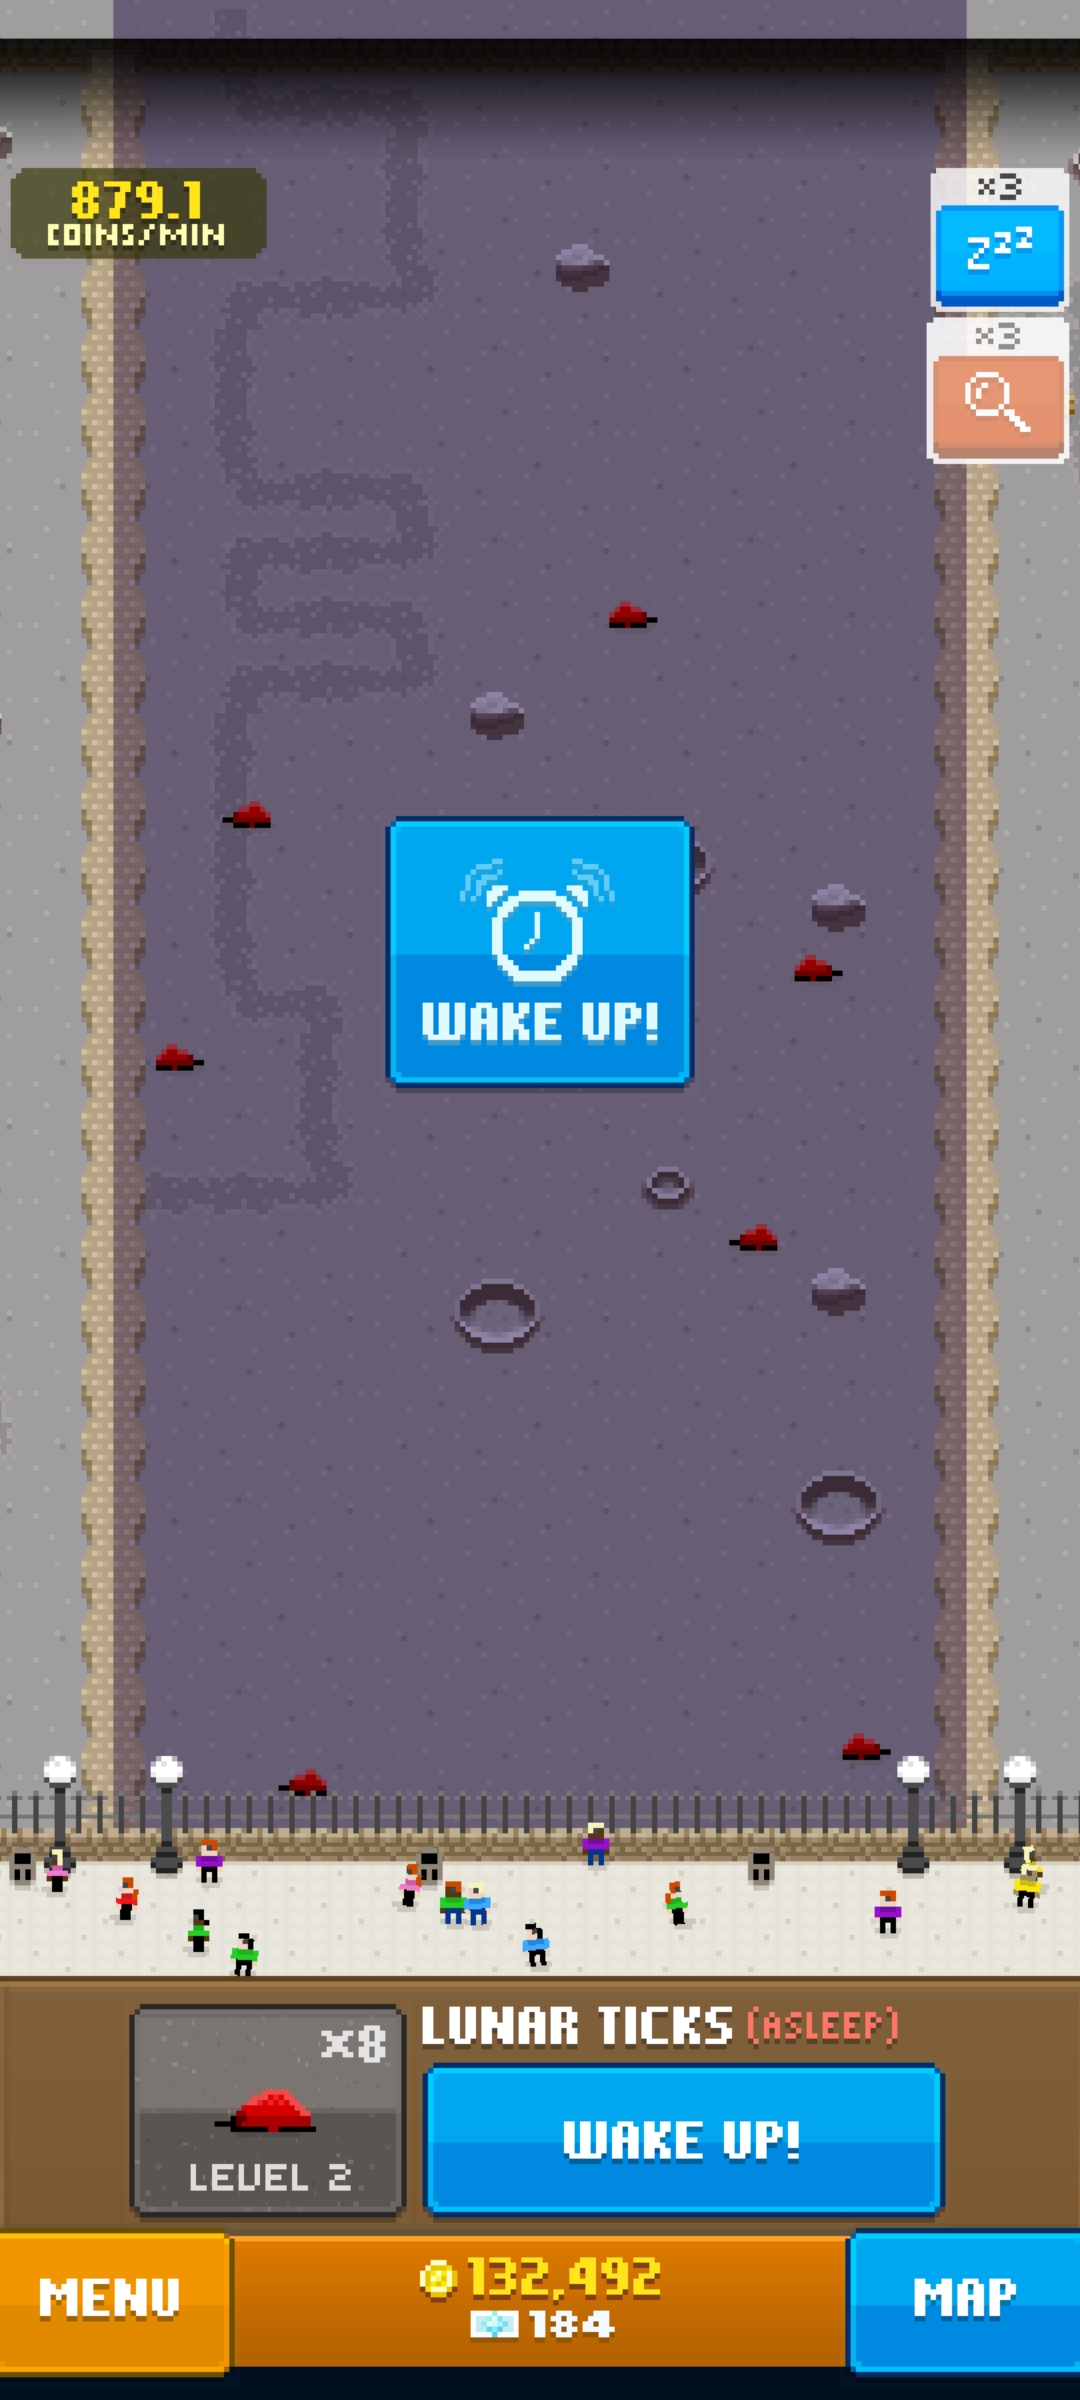 879.1
COINS/MIN
x3
zzz
x3
WAKE UP!
LUNAR TICKS (ASLEEP)
x8
LEVEL 2
WAKE UP!
MENU
132,492
184
MAP